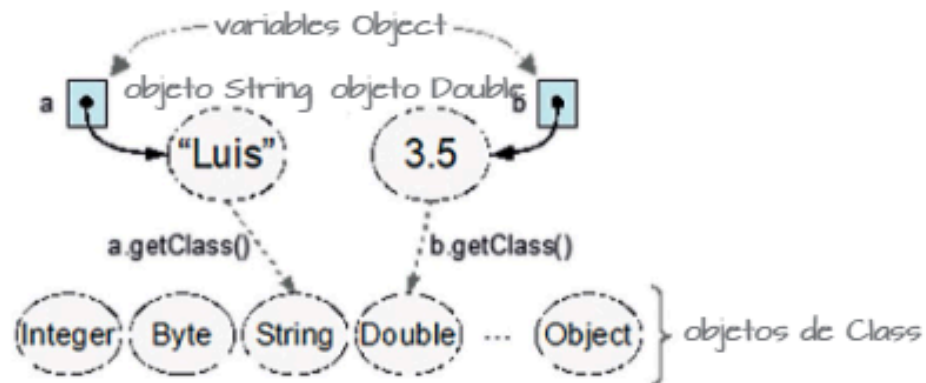 variables Object
a objeto String objeto Double b
"Luis" 3.5
a.getClass() b.getClass()
Integer Byte String Double ... Object objetos de Class